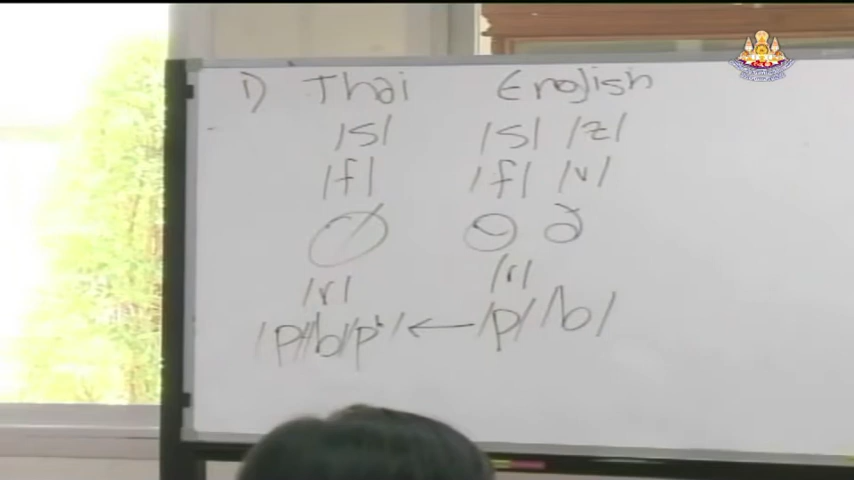 1) Thai English
/s/ /s/ /z/
/f/ /f/ /v/
∅ θ ð
/r/ /r/
/p//b/pʰ/ ← /p/ /b/